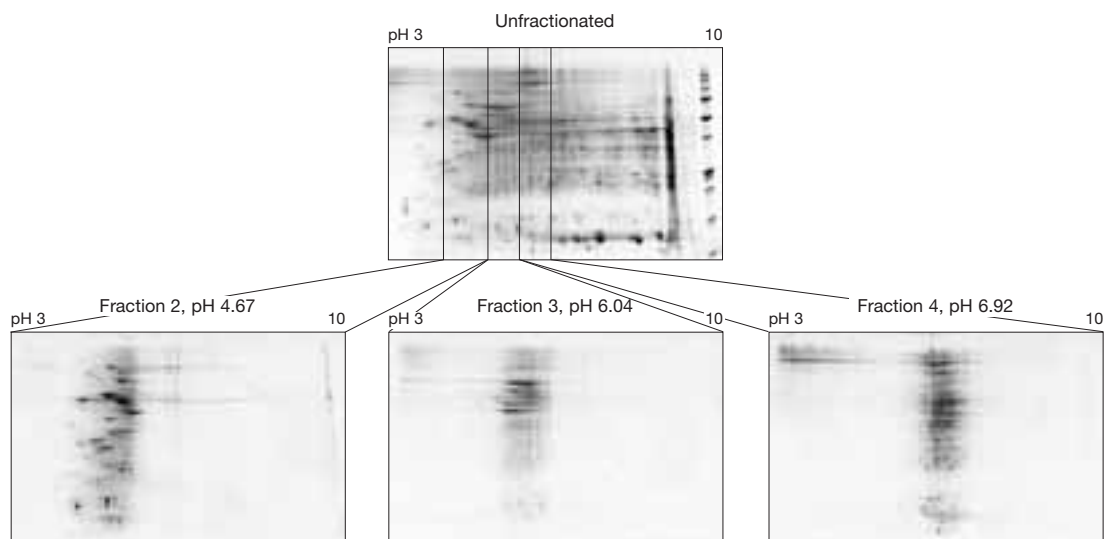 Unfractionated
pH 3 10
Fraction 2, pH 4.67 Fraction 3, pH 6.04 Fraction 4, pH 6.92
pH 3 10 pH 3 10 pH 3 10